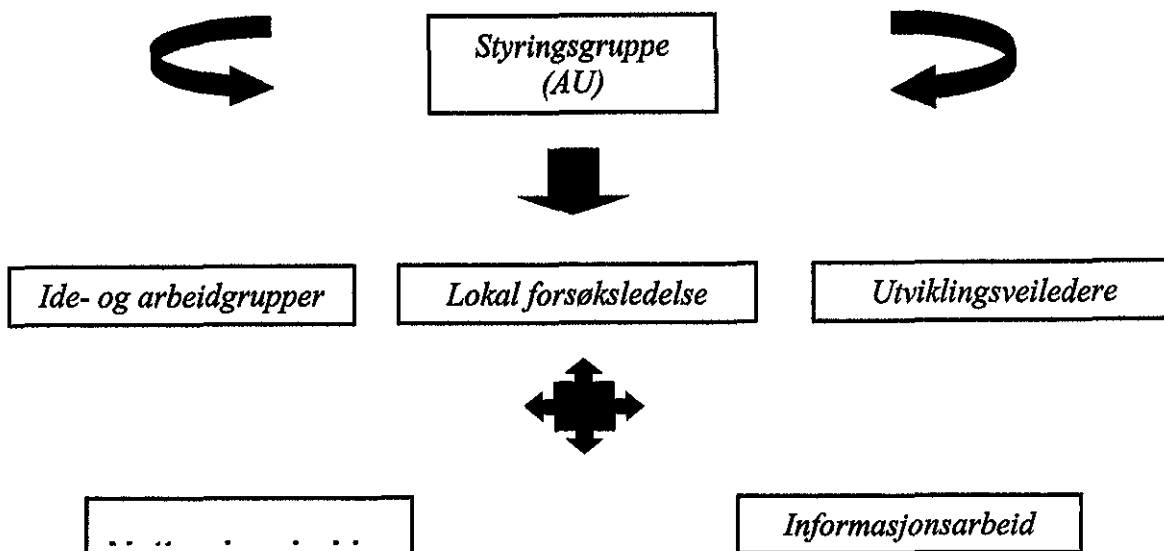 Styringsgruppe
(AU)
Ide- og arbeidgrupper
Lokal forsøksledelse
Utviklingsveiledere
Informasjonsarbeid